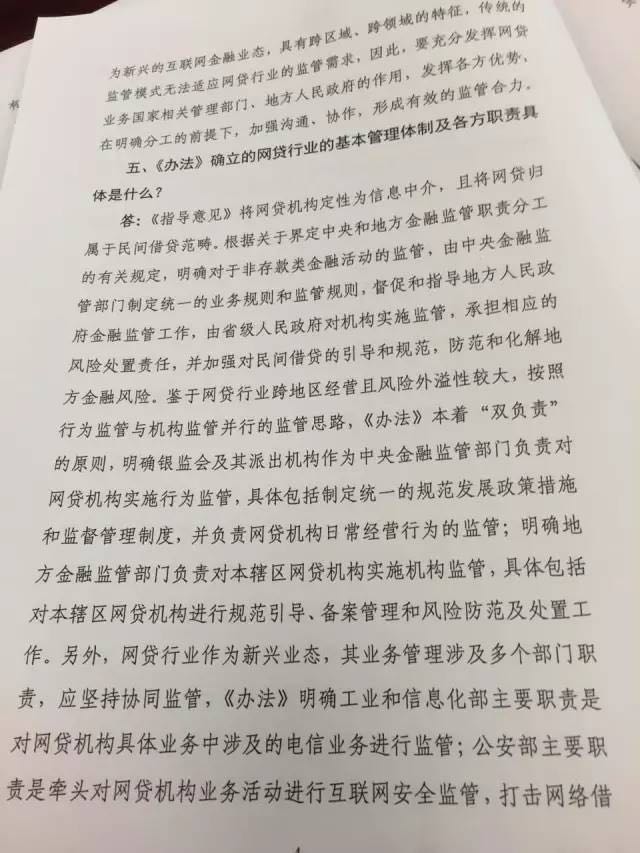 为新兴的互联网金融业态，具有跨区域、跨领域的特征，传统的
监管模式无法适应网贷行业的监管需求，因此，要充分发挥网贷
业务国家相关管理部门、地方人民政府的作用，发挥各方优势，
在明确分工的前提下，加强沟通、协作，形成有效的监管合力。
五、《办法》确立的网贷行业的基本管理体制及各方职责具
体是什么？
答：《指导意见》将网贷机构定性为信息中介，且将网贷归
属于民间借贷范畴。根据关于界定中央和地方金融监管职责分工
的有关规定，明确对于非存款类金融活动的监管，由中央金融监
管部门制定统一的业务规则和监管规则，督促和指导地方人民政
府金融监管工作，由省级人民政府对机构实施监管，承担相应的
风险处置责任，并加强对民间借贷的引导和规范，防范和化解地
方金融风险。鉴于网贷行业跨地区经营且风险外溢性较大，按照
行为监管与机构监管并行的监管思路，《办法》本着“双负责”
的原则，明确银监会及其派出机构作为中央金融监管部门负责对
网贷机构实施行为监管，具体包括制定统一的规范发展政策措施
和监督管理制度，并负责网贷机构日常经营行为的监管；明确地
方金融监管部门负责对本辖区网贷机构实施机构监管，具体包括
对本辖区网贷机构进行规范引导、备案管理和风险防范及处置工
作。另外，网贷行业作为新兴业态，其业务管理涉及多个部门职
责，应坚持协同监管，《办法》明确工业和信息化部主要职责是
对网贷机构具体业务中涉及的电信业务进行监管；公安部主要职
责是牵头对网贷机构业务活动进行互联网安全监管，打击网络借